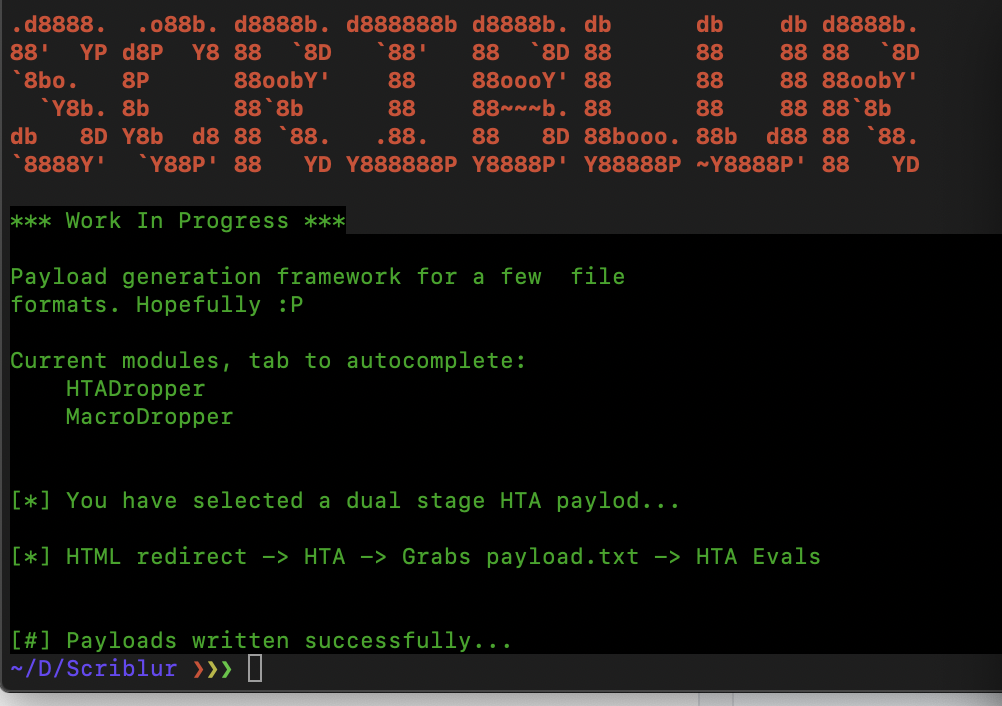 .d8888.  .o88b. d8888b. d888888b d8888b. db      db    db d8888b.
88'  YP d8P  Y8 88  `8D   `88'   88  `8D 88      88    88 88  `8D
`8bo.   8P      88oobY'    88    88oooY' 88      88    88 88oobY'
  `Y8b. 8b      88`8b      88    88~~~b. 88      88    88 88`8b
db   8D Y8b  d8 88 `88.   .88.   88   8D 88booo. 88b  d88 88 `88.
`8888Y'  `Y88P' 88   YD Y888888P Y8888P' Y88888P ~Y8888P' 88   YD
*** Work In Progress ***
Payload generation framework for a few  file
formats. Hopefully :P
Current modules, tab to autocomplete:
    HTADropper
    MacroDropper
[*] You have selected a dual stage HTA paylod...
[*] HTML redirect -> HTA -> Grabs payload.txt -> HTA Evals
[#] Payloads written successfully...
~/D/Scriblur ❯❯❯